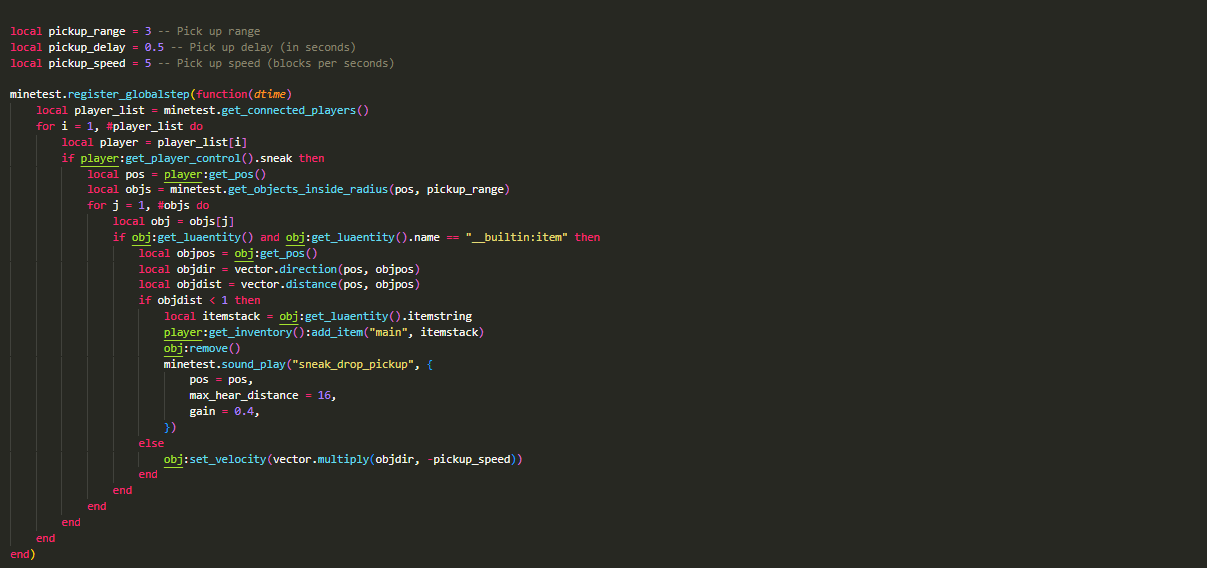 local pickup_range = 3 -- Pick up range
local pickup_delay = 0.5 -- Pick up delay (in seconds)
local pickup_speed = 5 -- Pick up speed (blocks per seconds)

minetest.register_globalstep(function(dtime)
    local player_list = minetest.get_connected_players()
    for i = 1, #player_list do
        local player = player_list[i]
        if player:get_player_control().sneak then
            local pos = player:get_pos()
            local objs = minetest.get_objects_inside_radius(pos, pickup_range)
            for j = 1, #objs do
                local obj = objs[j]
                if obj:get_luaentity() and obj:get_luaentity().name == "__builtin:item" then
                    local objpos = obj:get_pos()
                    local objdir = vector.direction(pos, objpos)
                    local objdist = vector.distance(pos, objpos)
                    if objdist < 1 then
                        local itemstack = obj:get_luaentity().itemstring
                        player:get_inventory():add_item("main", itemstack)
                        obj:remove()
                        minetest.sound_play("sneak_drop_pickup", {
                            pos = pos,
                            max_hear_distance = 16,
                            gain = 0.4,
                        })
                    else
                        obj:set_velocity(vector.multiply(objdir, -pickup_speed))
                    end
                end
            end
        end
    end
end)